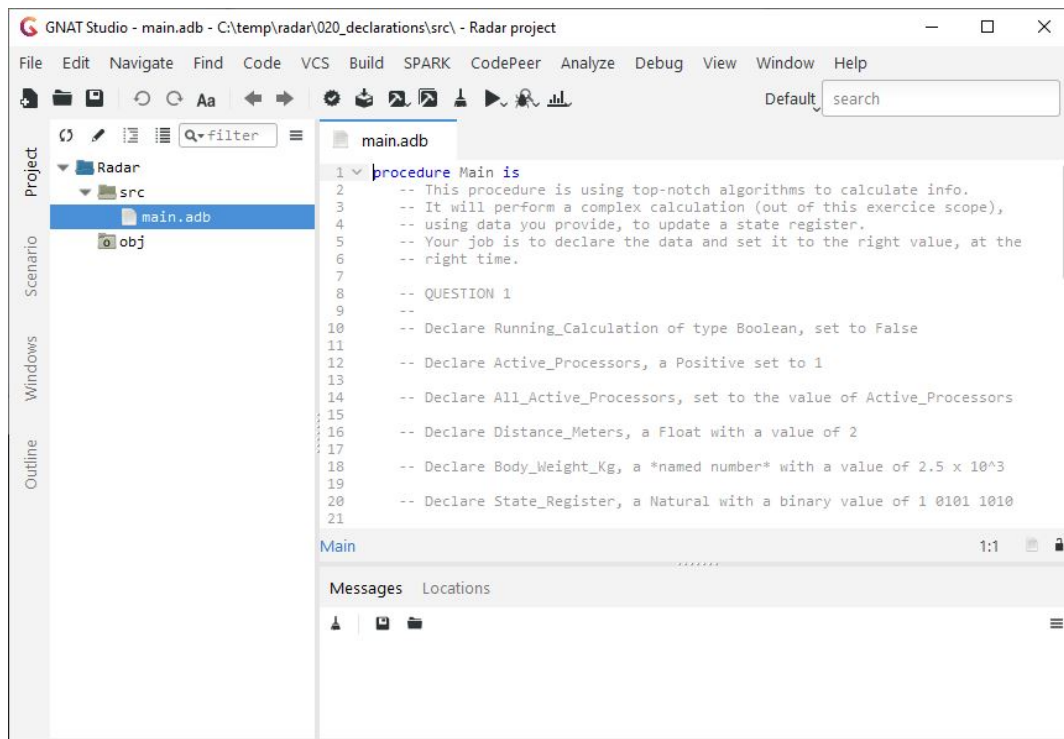 GNAT Studio - main.adb - C:\temp\radar\020_declarations\src\ - Radar project
File Edit Navigate Find Code VCS Build SPARK CodePeer Analyze Debug View Window Help
Aa
Default search
filter
Project
Scenario
Windows
Outline
Radar
src
main.adb
obj
main.adb
1 procedure Main is
2 -- This procedure is using top-notch algorithms to calculate info.
3 -- It will perform a complex calculation (out of this exercice scope),
4 -- using data you provide, to update a state register.
5 -- Your job is to declare the data and set it to the right value, at the
6 -- right time.
7
8 -- QUESTION 1
9 --
10 -- Declare Running_Calculation of type Boolean, set to False
11
12 -- Declare Active_Processors, a Positive set to 1
13
14 -- Declare All_Active_Processors, set to the value of Active_Processors
15
16 -- Declare Distance_Meters, a Float with a value of 2
17
18 -- Declare Body_Weight_Kg, a *named number* with a value of 2.5 x 10^3
19
20 -- Declare State_Register, a Natural with a binary value of 1 0101 1010
21
Main 1:1
Messages Locations